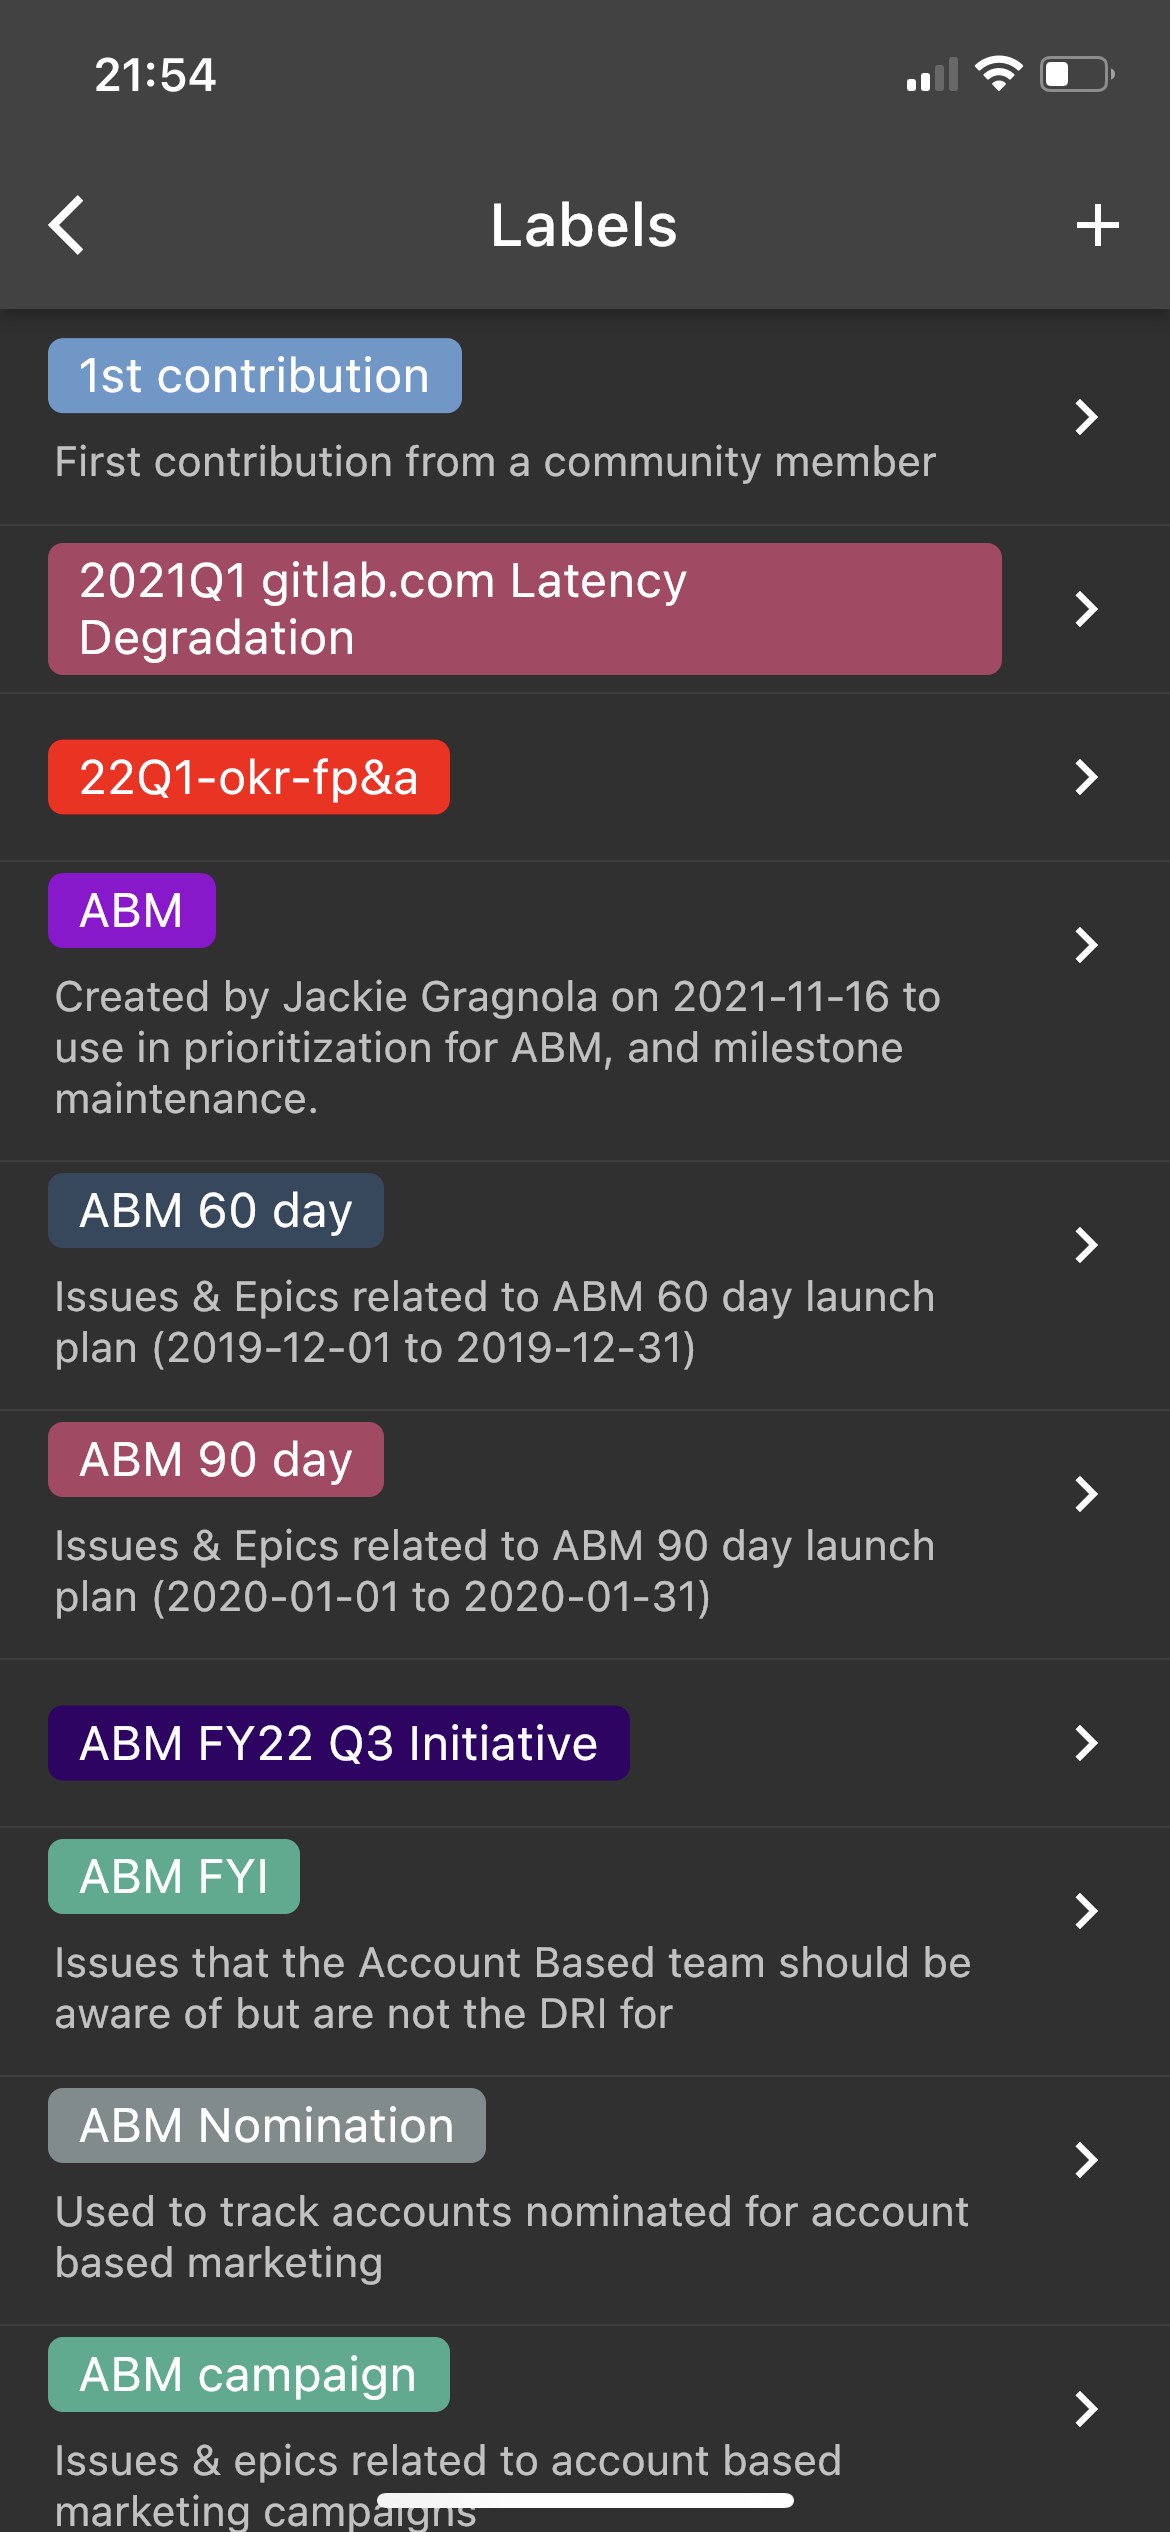 21:54
Labels
1st contribution
First contribution from a community member
2021Q1 gitlab.com Latency
Degradation
22Q1-okr-fp&a
ABM
Created by Jackie Gragnola on 2021-11-16 to
use in prioritization for ABM, and milestone
maintenance.
ABM 60 day
Issues & Epics related to ABM 60 day launch
plan (2019-12-01 to 2019-12-31)
ABM 90 day
Issues & Epics related to ABM 90 day launch
plan (2020-01-01 to 2020-01-31)
ABM FY22 Q3 Initiative
ABM FYI
Issues that the Account Based team should be
aware of but are not the DRI for
ABM Nomination
Used to track accounts nominated for account
based marketing
ABM campaign
Issues & epics related to account based
marketing campaigns